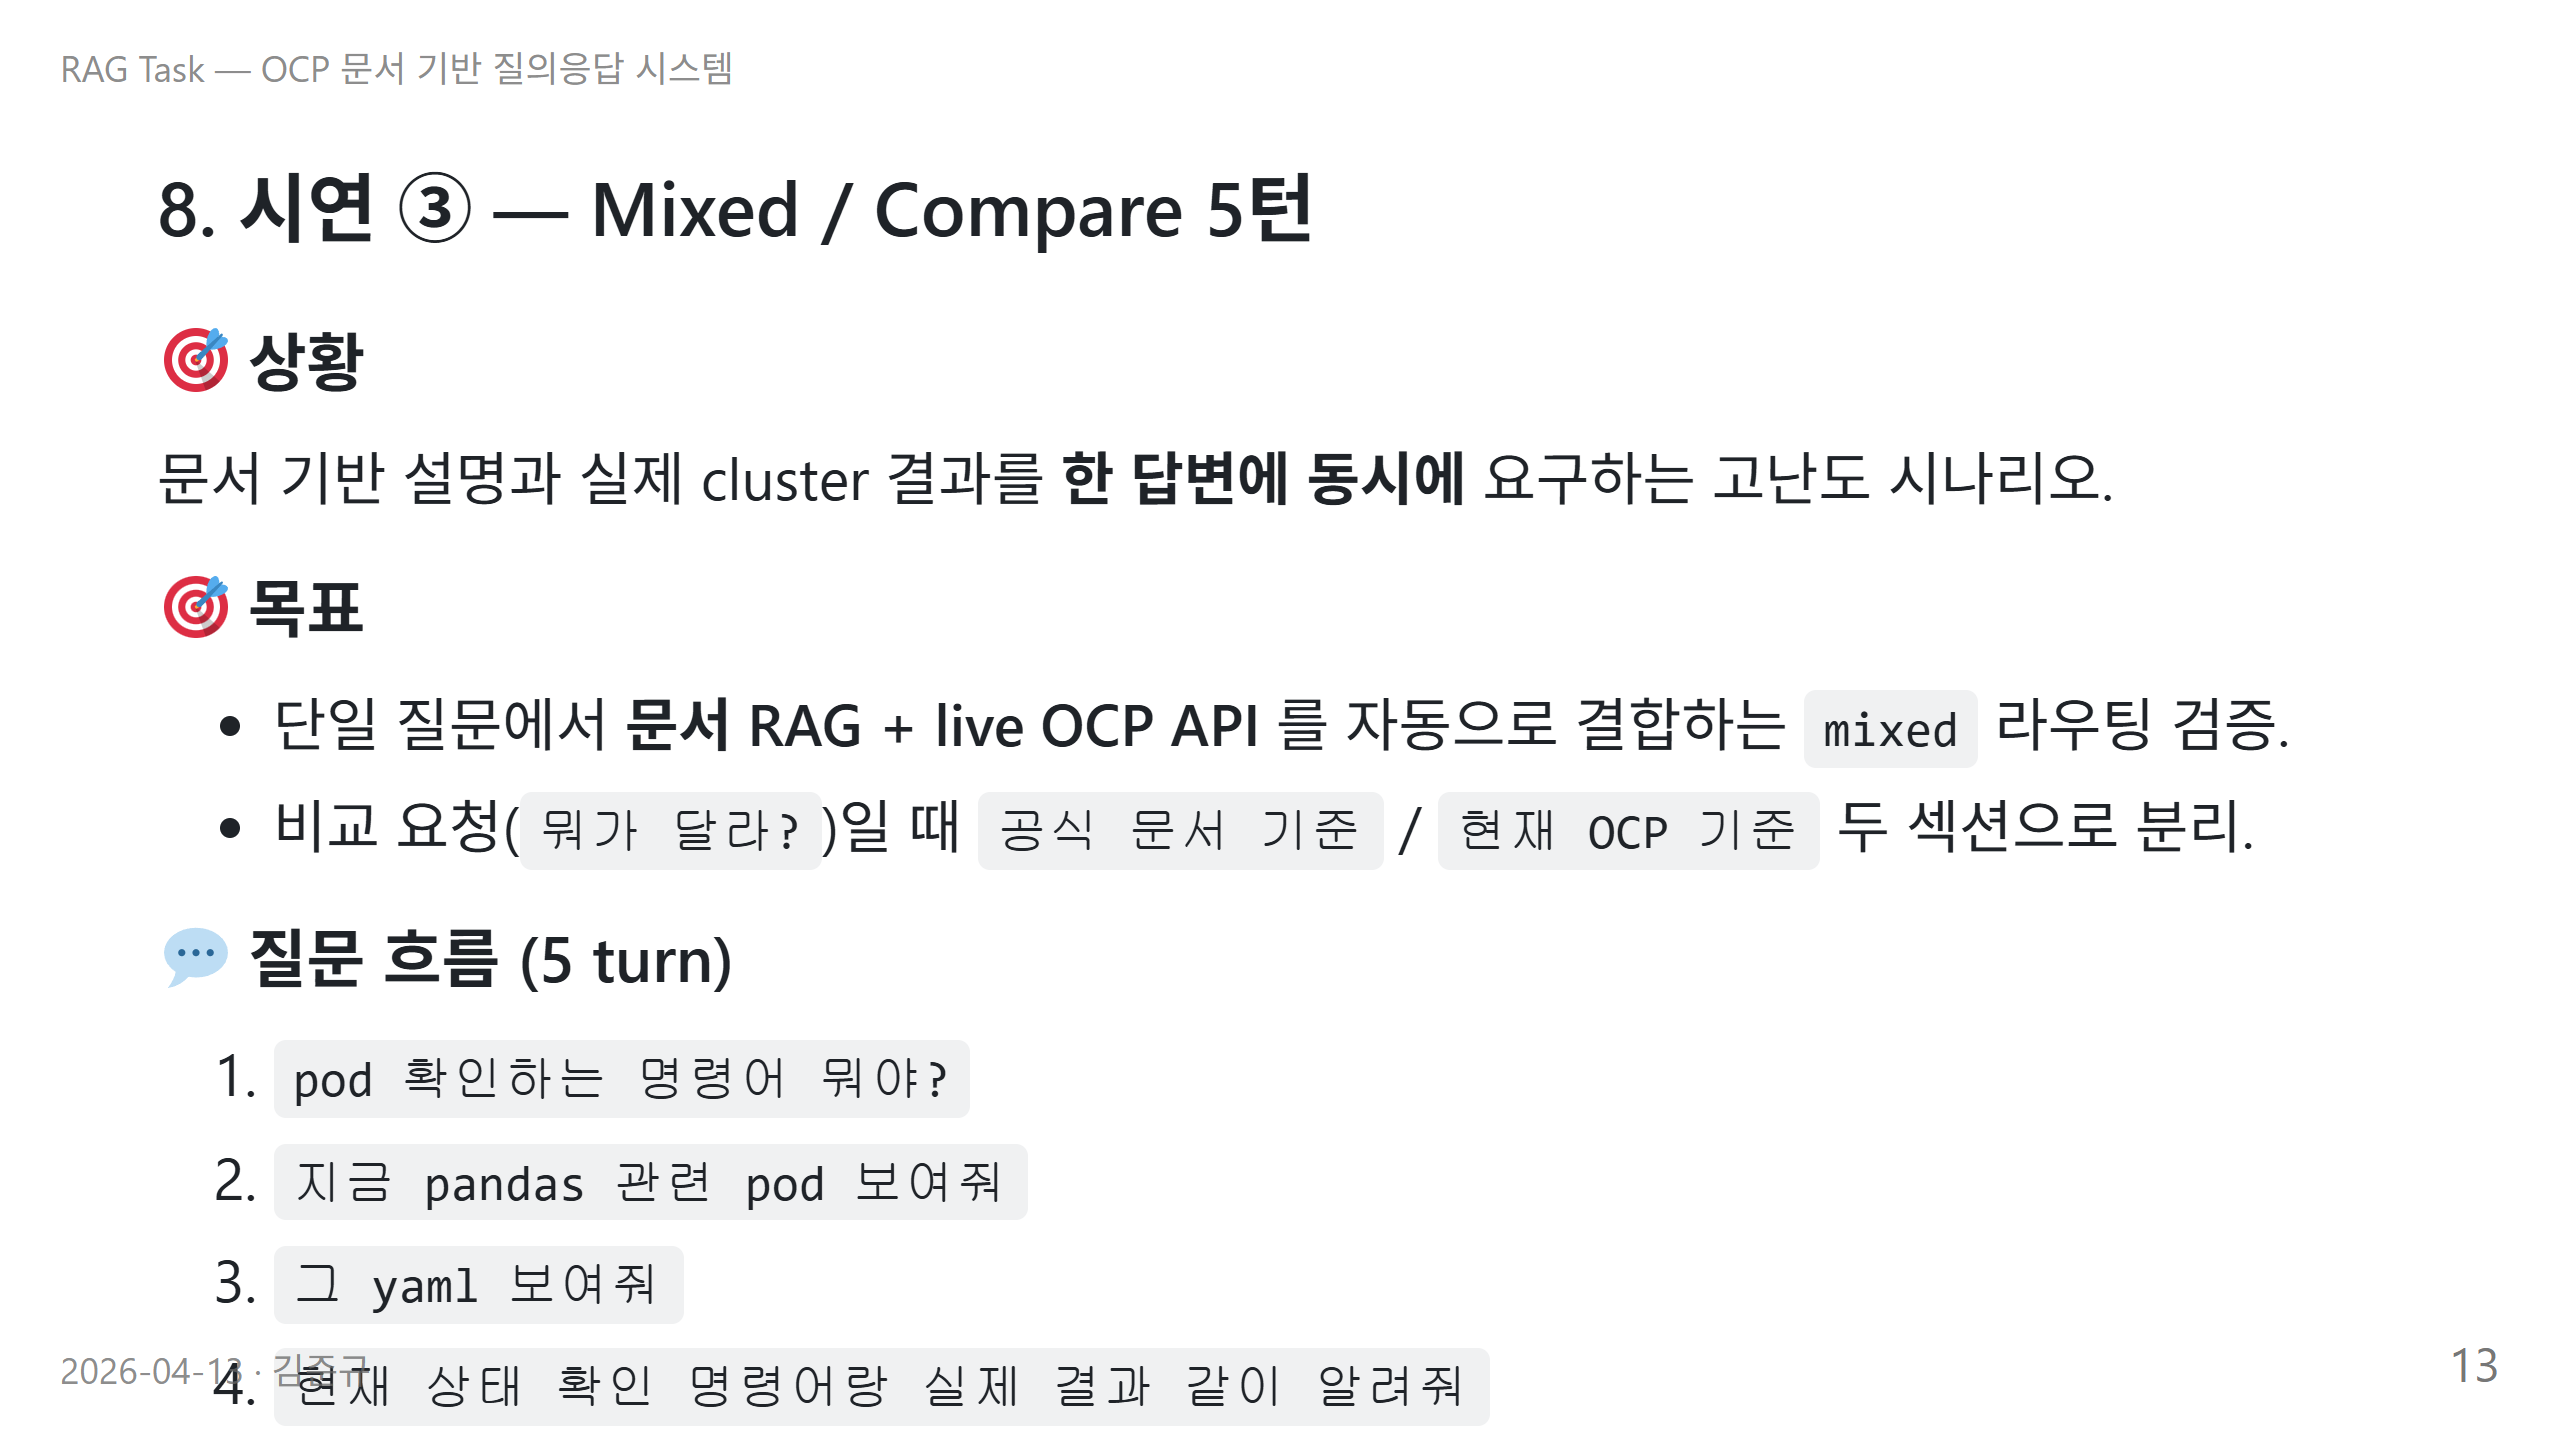 RAG Task — OCP 문서 기반 질의응답 시스템
8. 시연 ③ — Mixed / Compare 5턴
🎯 상황
문서 기반 설명과 실제 cluster 결과를 한 답변에 동시에 요구하는 고난도 시나리오.
🎯 목표
• 단일 질문에서 문서 RAG + live OCP API 를 자동으로 결합하는 mixed 라우팅 검증.
• 비교 요청(뭐가 달라?)일 때 공식 문서 기준 / 현재 OCP 기준 두 섹션으로 분리.
💬 질문 흐름 (5 turn)
1. pod 확인하는 명령어 뭐야?
2. 지금 pandas 관련 pod 보여줘
3. 그 yaml 보여줘
4. 현재 상태 확인 명령어랑 실제 결과 같이 알려줘
2026-04-13 · 김준규
13